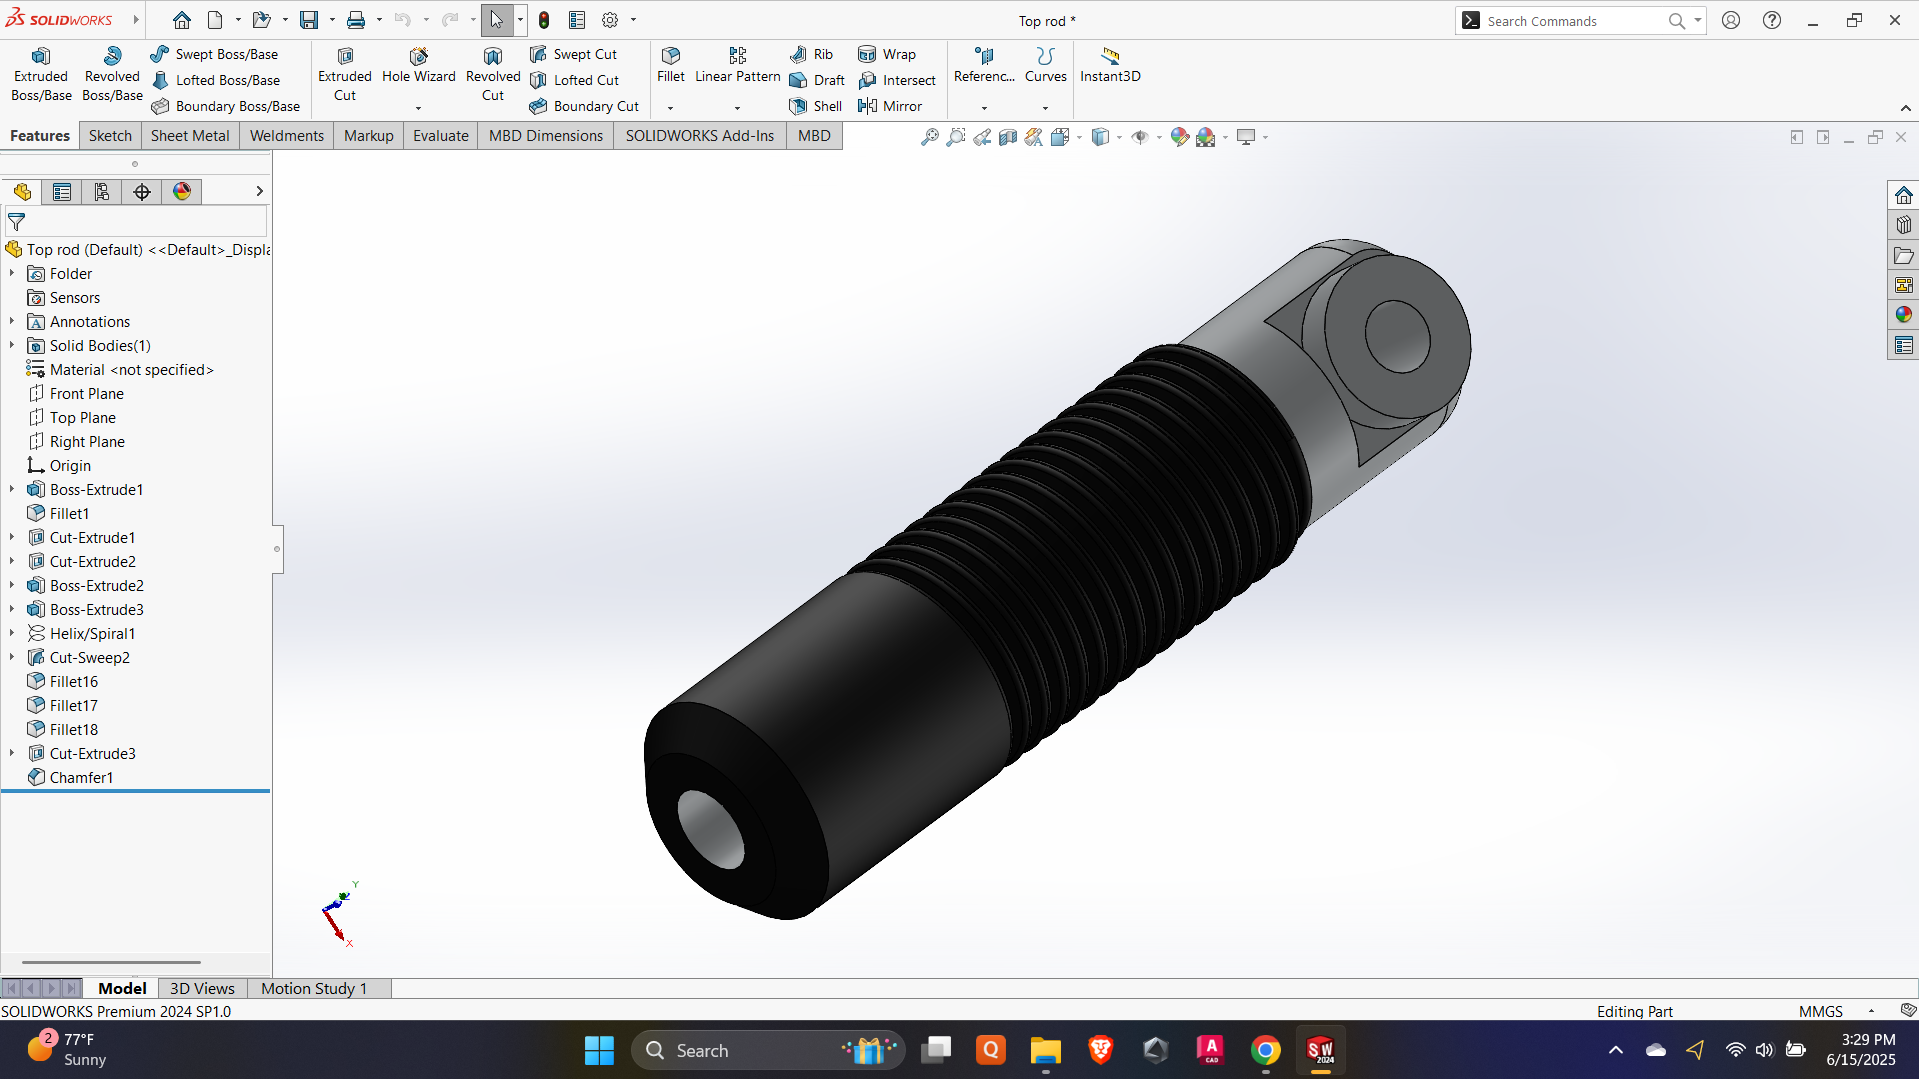 SOLIDWORKS
Top rod *
Search Commands
Extruded Boss/Base
Revolved Boss/Base
Swept Boss/Base
Lofted Boss/Base
Boundary Boss/Base
Extruded Cut
Hole Wizard
Revolved Cut
Swept Cut
Lofted Cut
Boundary Cut
Fillet
Linear Pattern
Rib
Draft
Shell
Wrap
Intersect
Mirror
Referenc...
Curves
Instant3D
Features
Sketch
Sheet Metal
Weldments
Markup
Evaluate
MBD Dimensions
SOLIDWORKS Add-Ins
MBD
Top rod (Default) <<Default>_Displa
Folder
Sensors
Annotations
Solid Bodies(1)
Material <not specified>
Front Plane
Top Plane
Right Plane
Origin
Boss-Extrude1
Fillet1
Cut-Extrude1
Cut-Extrude2
Boss-Extrude2
Boss-Extrude3
Helix/Spiral1
Cut-Sweep2
Fillet16
Fillet17
Fillet18
Cut-Extrude3
Chamfer1
Y
X
Model
3D Views
Motion Study 1
SOLIDWORKS Premium 2024 SP1.0
Editing Part
MMGS
2
77°F
Sunny
Search
Q
A CAD
SW 2024
3:29 PM
6/15/2025